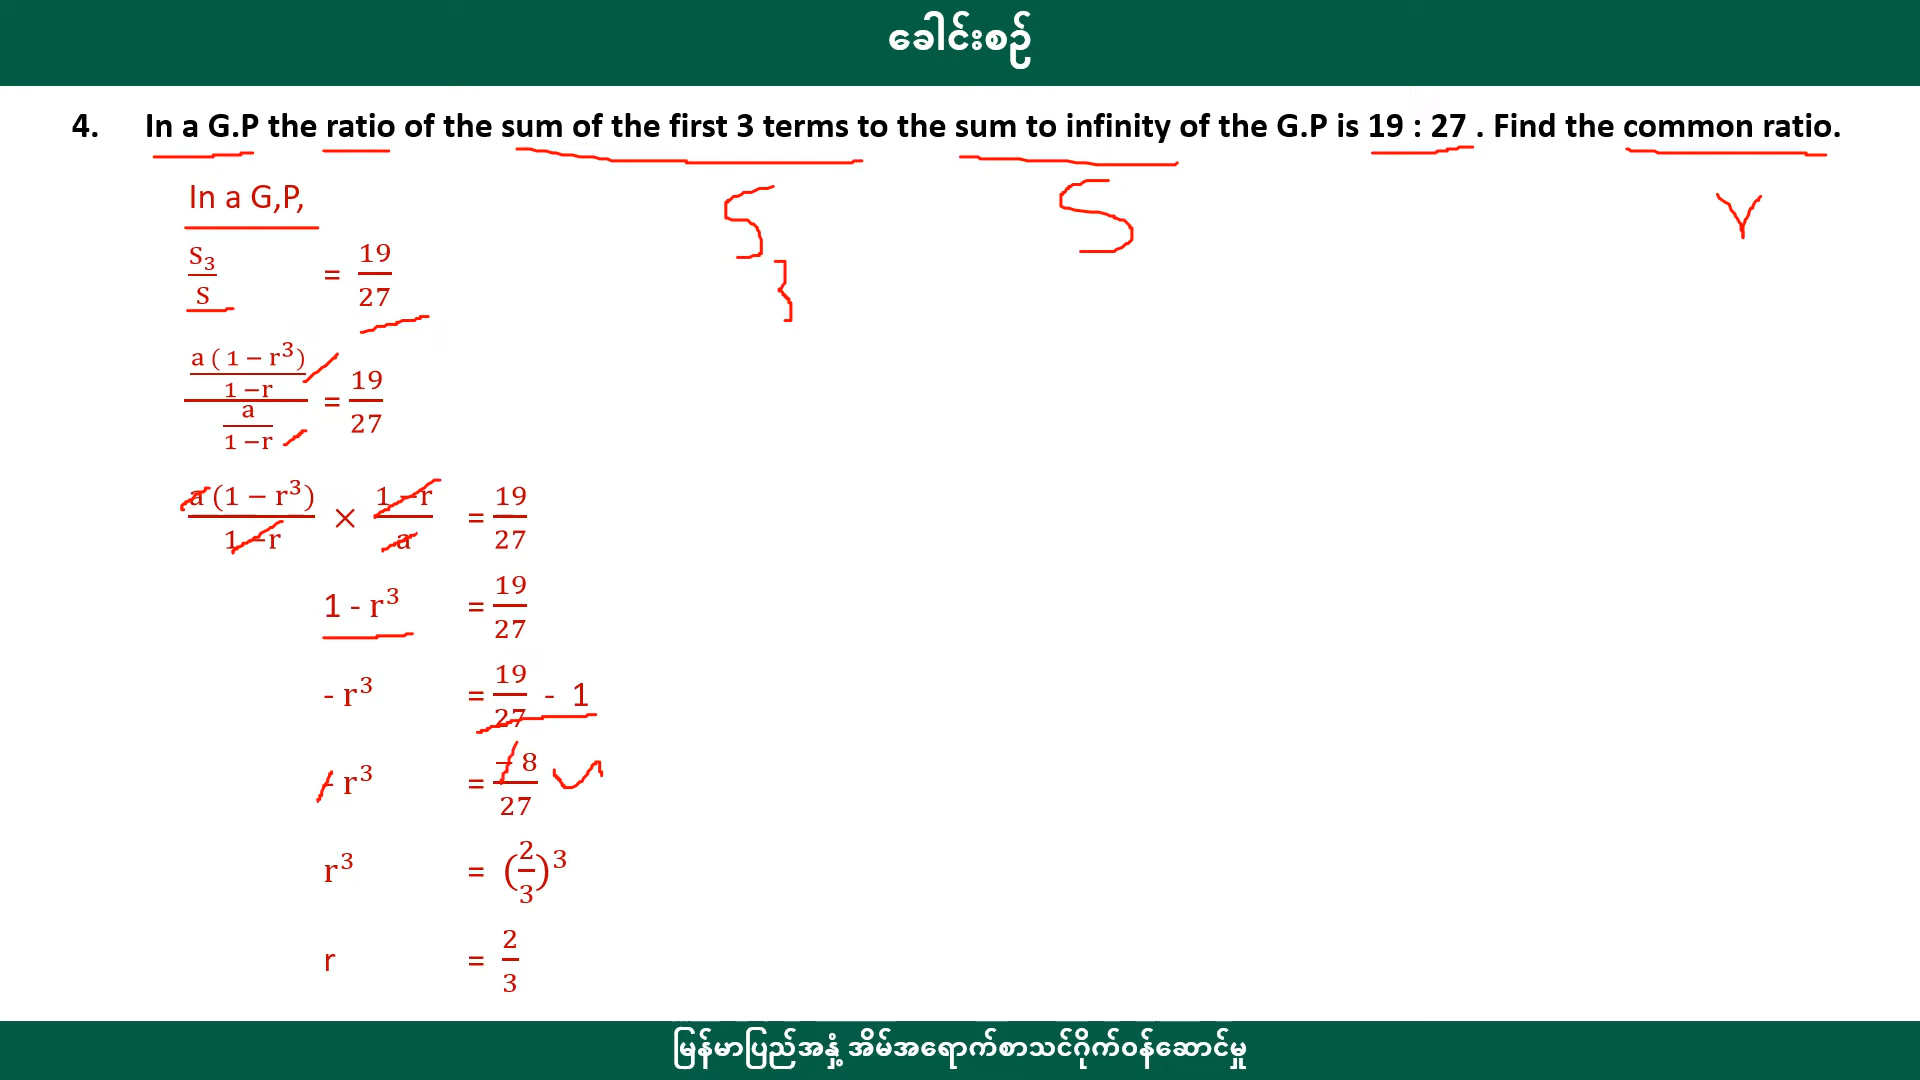 ခေါင်းစဉ်
4. In a G.P the ratio of the sum of the first 3 terms to the sum to infinity of the G.P is 19 : 27 . Find the common ratio.
In a G,P,
S₃/S = 19/27
S
3
S
r
(a ( 1 – r³)/(1 –r))/(a/(1 –r)) = 19/27
a (1 – r³)/(1 –r) × (1 –r)/a = 19/27
1 - r³ = 19/27
- r³ = 19/27 - 1
- r³ = – 8/27
r³ = (2/3)³
r = 2/3
မြန်မာပြည်အနှံ့ အိမ်အရောက်စာသင်ဂိုက်ဝန်ဆောင်မှု